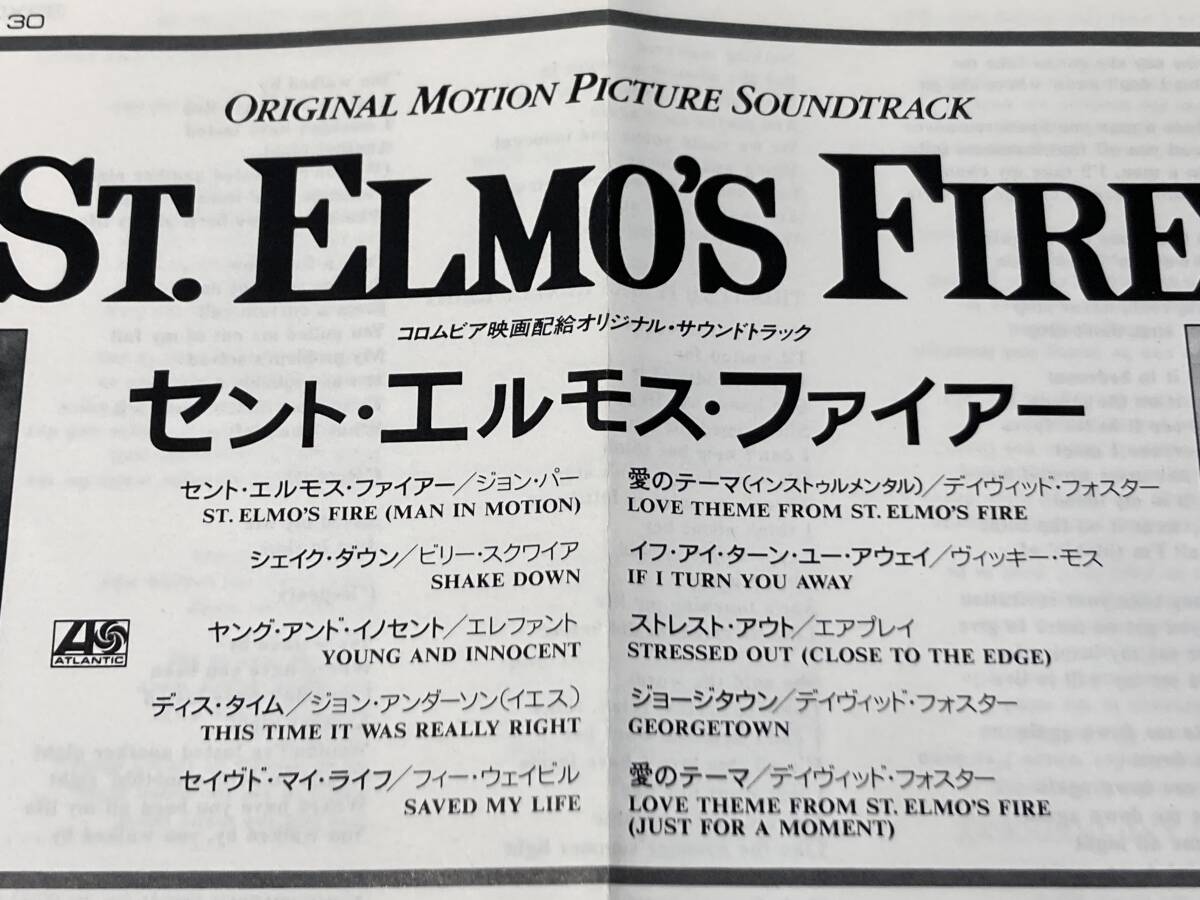 30
ORIGINAL MOTION PICTURE SOUNDTRACK
ST. ELMO'S FIRE
コロムビア映画配給オリジナル・サウンドトラック
セント・エルモス・ファイアー
セント・エルモス・ファイアー/ジョン・パー
ST. ELMO'S FIRE (MAN IN MOTION)
シェイク・ダウン/ビリー・スクワイア
SHAKE DOWN
ヤング・アンド・イノセント/エレファント
YOUNG AND INNOCENT
ディス・タイム/ジョン・アンダーソン(イエス)
THIS TIME IT WAS REALLY RIGHT
セイヴド・マイ・ライフ/フィー・ウェイビル
SAVED MY LIFE
愛のテーマ(インストゥルメンタル)/デイヴィッド・フォスター
LOVE THEME FROM ST. ELMO'S FIRE
イフ・アイ・ターン・ユー・アウェイ/ヴィッキー・モス
IF I TURN YOU AWAY
ストレスト・アウト/エアプレイ
STRESSED OUT (CLOSE TO THE EDGE)
ジョージタウン/デイヴィッド・フォスター
GEORGETOWN
愛のテーマ/デイヴィッド・フォスター
LOVE THEME FROM ST. ELMO'S FIRE
(JUST FOR A MOMENT)
ATLANTIC